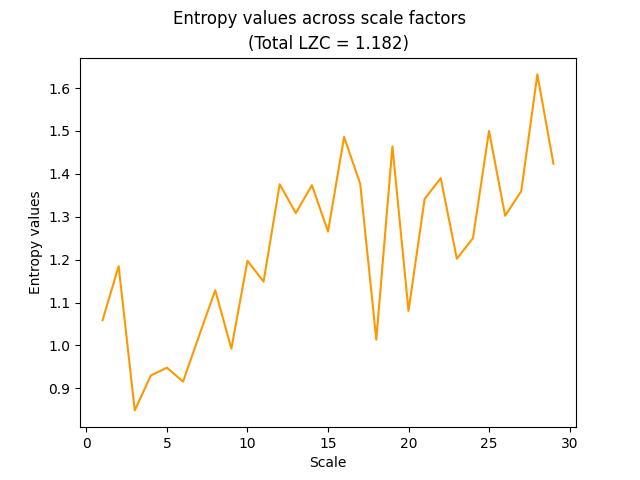 Entropy values across scale factors
(Total LZC = 1.182)
1.6
1.5
1.4
1.3
1.2
1.1
1.0
0.9
Entropy values
0 5 10 15 20 25 30
Scale